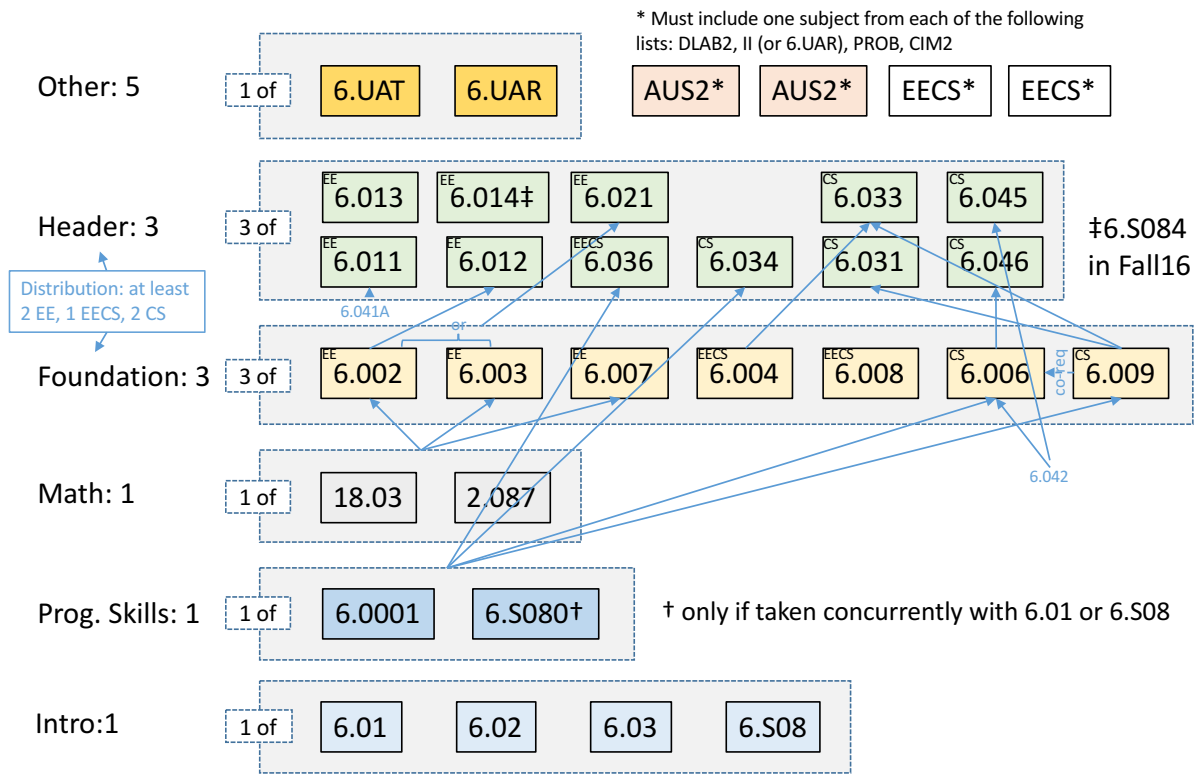 * Must include one subject from each of the following
lists: DLAB2, II (or 6.UAR), PROB, CIM2
Other: 5
1 of
6.UAT
6.UAR
AUS2*
AUS2*
EECS*
EECS*
Header: 3
3 of
EE
6.013
EE
6.014‡
EE
6.021
CS
6.033
CS
6.045
EE
6.011
EE
6.012
EECS
6.036
CS
6.034
CS
6.031
CS
6.046
‡6.S084
in Fall16
Distribution: at least
2 EE, 1 EECS, 2 CS
6.041A
or
Foundation: 3
3 of
EE
6.002
EE
6.003
EE
6.007
EECS
6.004
EECS
6.008
CS
6.006
co-req
CS
6.009
6.042
Math: 1
1 of
18.03
2.087
Prog. Skills: 1
1 of
6.0001
6.S080†
† only if taken concurrently with 6.01 or 6.S08
Intro:1
1 of
6.01
6.02
6.03
6.S08